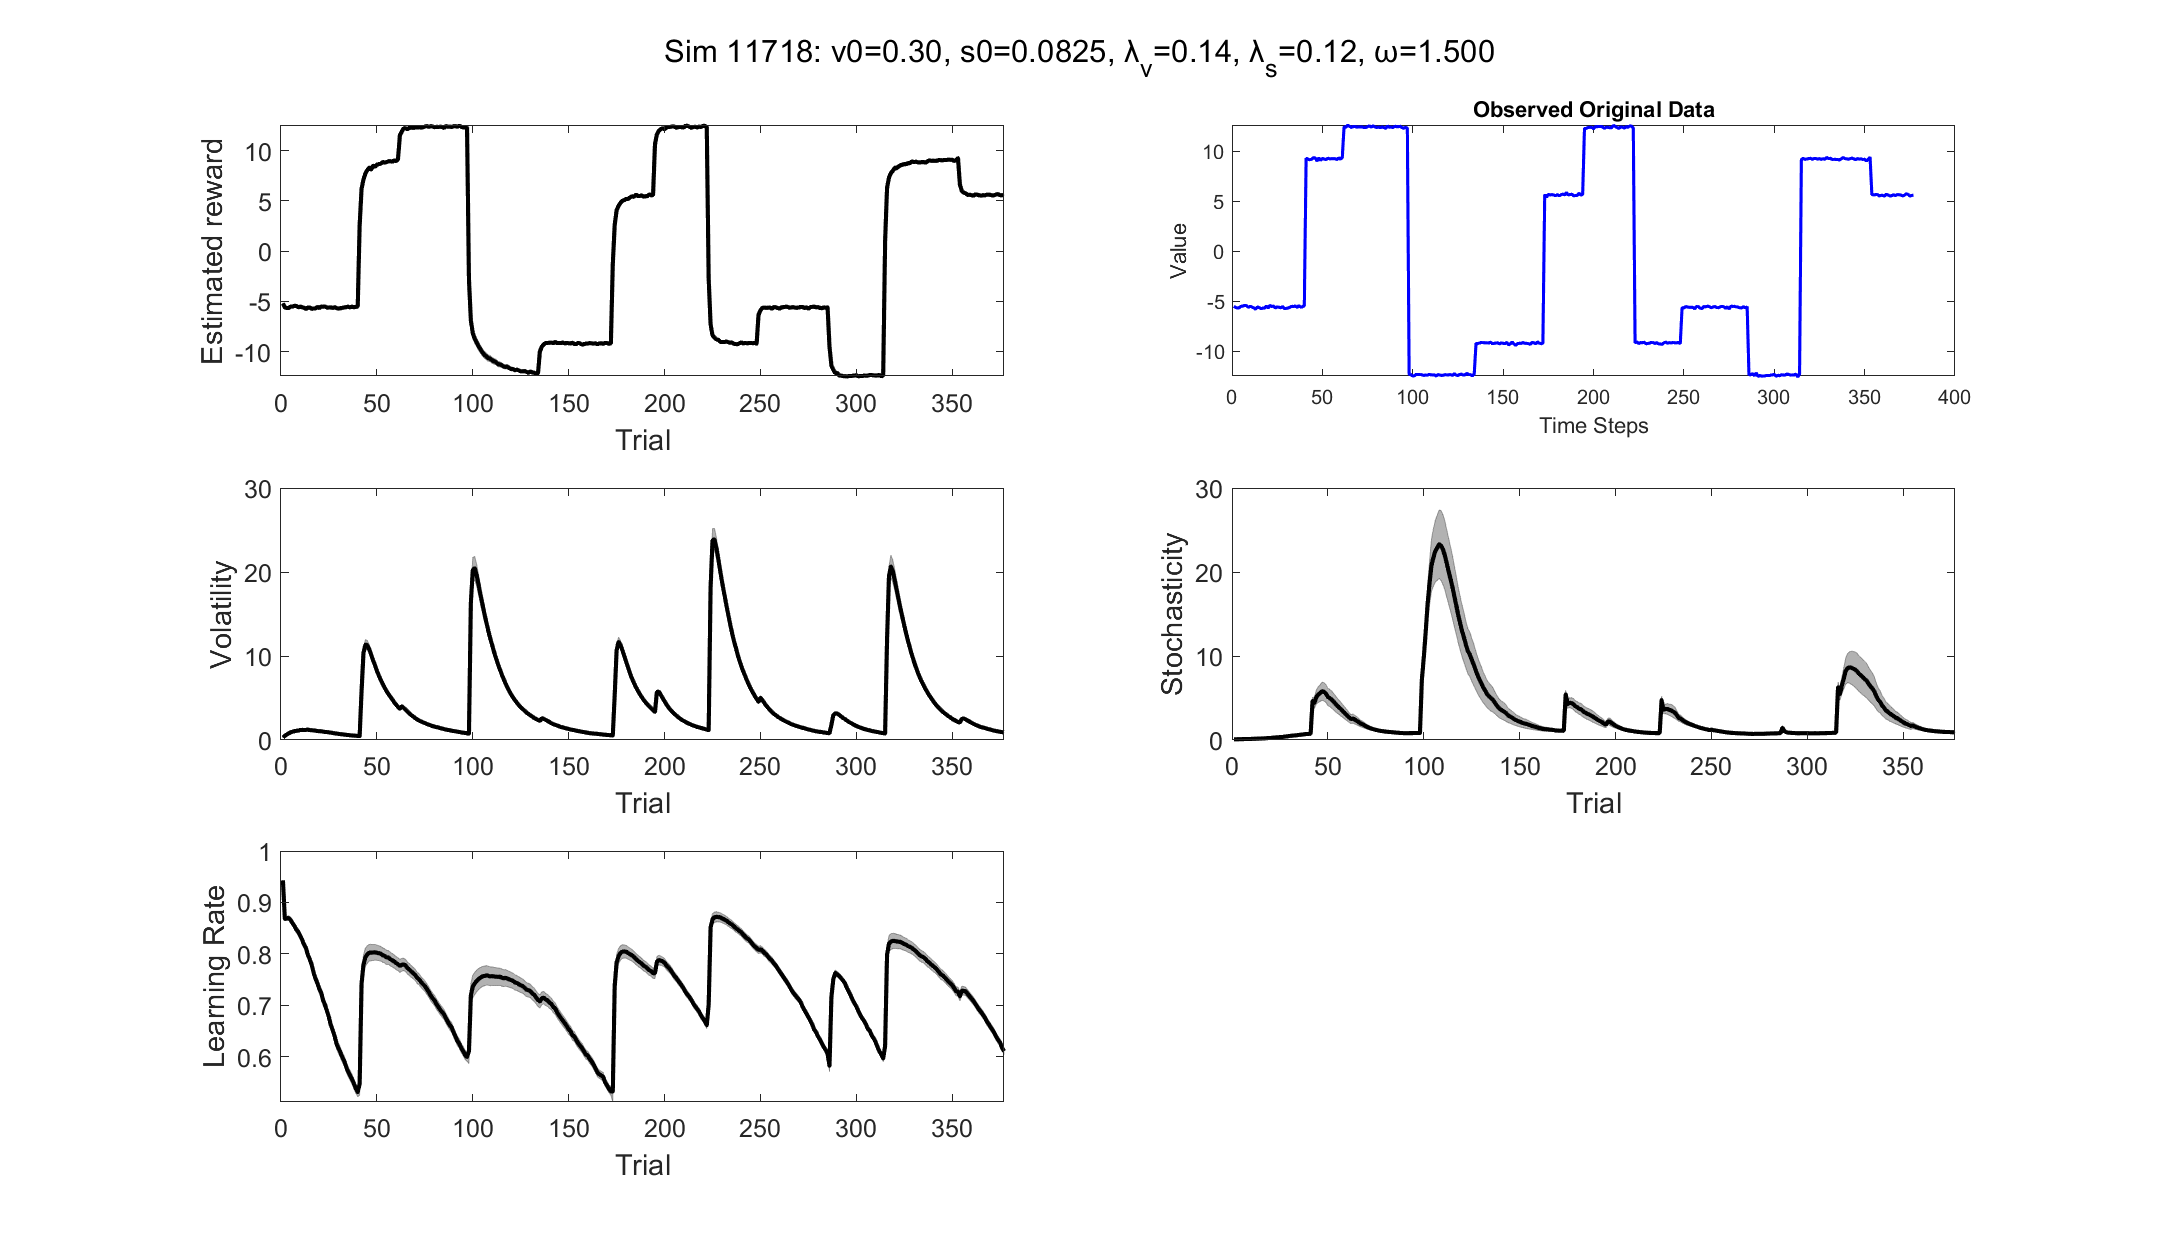 Sim 11718: v0=0.30, s0=0.0825, λ_v=0.14, λ_s=0.12, ω=1.500
Estimated reward
10
5
0
-5
-10
0 50 100 150 200 250 300 350
Trial
Observed Original Data
Value
10
5
0
-5
-10
0 50 100 150 200 250 300 350 400
Time Steps
Volatility
30
20
10
0
0 50 100 150 200 250 300 350
Trial
Stochasticity
30
20
10
0
0 50 100 150 200 250 300 350
Trial
Learning Rate
1
0.9
0.8
0.7
0.6
0 50 100 150 200 250 300 350
Trial